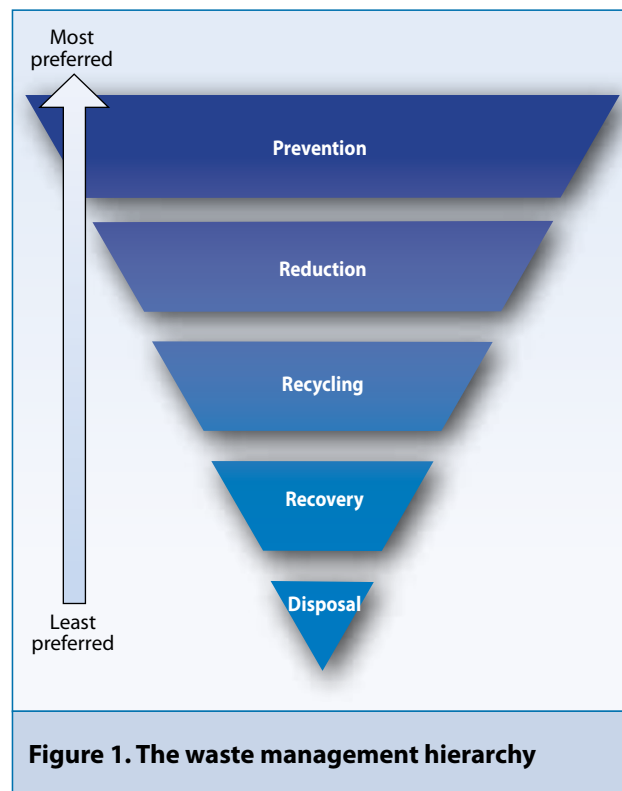 Most
preferred
Prevention
Reduction
Recycling
Recovery
Disposal
Least
preferred
Figure 1. The waste management hierarchy